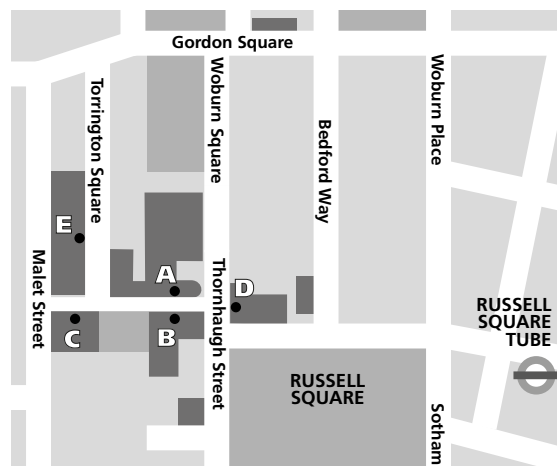 Gordon Square
Torrington Square
Woburn Square
Bedford Way
Woburn Place
E
Malet Street
A
Thornhaugh Street
D
C
B
RUSSELL
SQUARE
TUBE
RUSSELL
SQUARE
Sotham